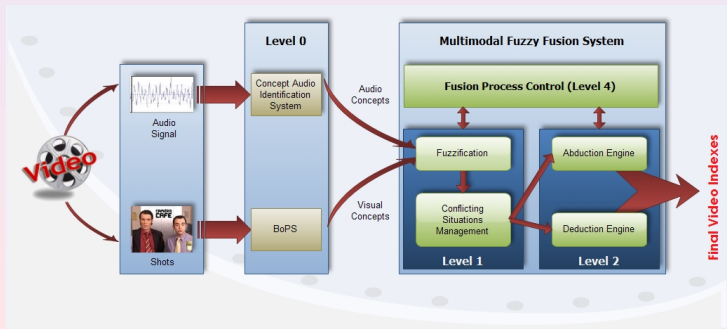 Video
Audio
Signal
CAFE
Shots
Level 0
Concept Audio
Identification
System
BoPS
Audio
Concepts
Visual
Concepts
Multimodal Fuzzy Fusion System
Fusion Process Control (Level 4)
Fuzzification
Conflicting
Situations
Management
Level 1
Abduction Engine
Deduction Engine
Level 2
Final Video Indexes